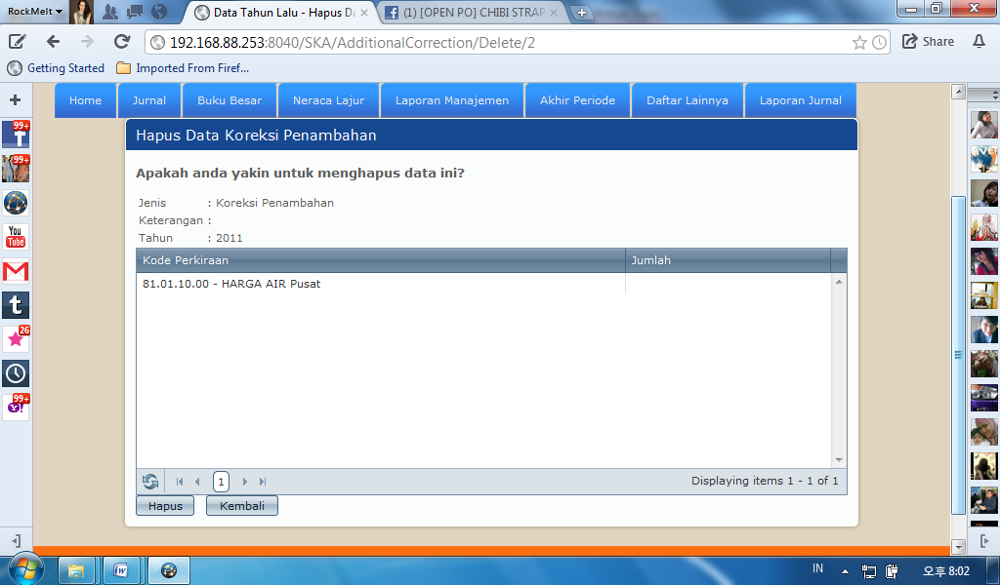 RockMelt
Data Tahun Lalu - Hapus Da
(1) [OPEN PO] CHIBI STRAP
192.168.88.253:8040/SKA/AdditionalCorrection/Delete/2
Share
Getting Started
Imported From Firef...
Home
Jurnal
Buku Besar
Neraca Lajur
Laporan Manajemen
Akhir Periode
Daftar Lainnya
Laporan Jurnal
99+
99+
You
Tube
26
99+
Hapus Data Koreksi Penambahan
Apakah anda yakin untuk menghapus data ini?
Jenis : Koreksi Penambahan
Keterangan :
Tahun : 2011
Kode Perkiraan Jumlah
81.01.10.00 - HARGA AIR Pusat
1
Displaying items 1 - 1 of 1
Hapus
Kembali
IN
오후 8:02